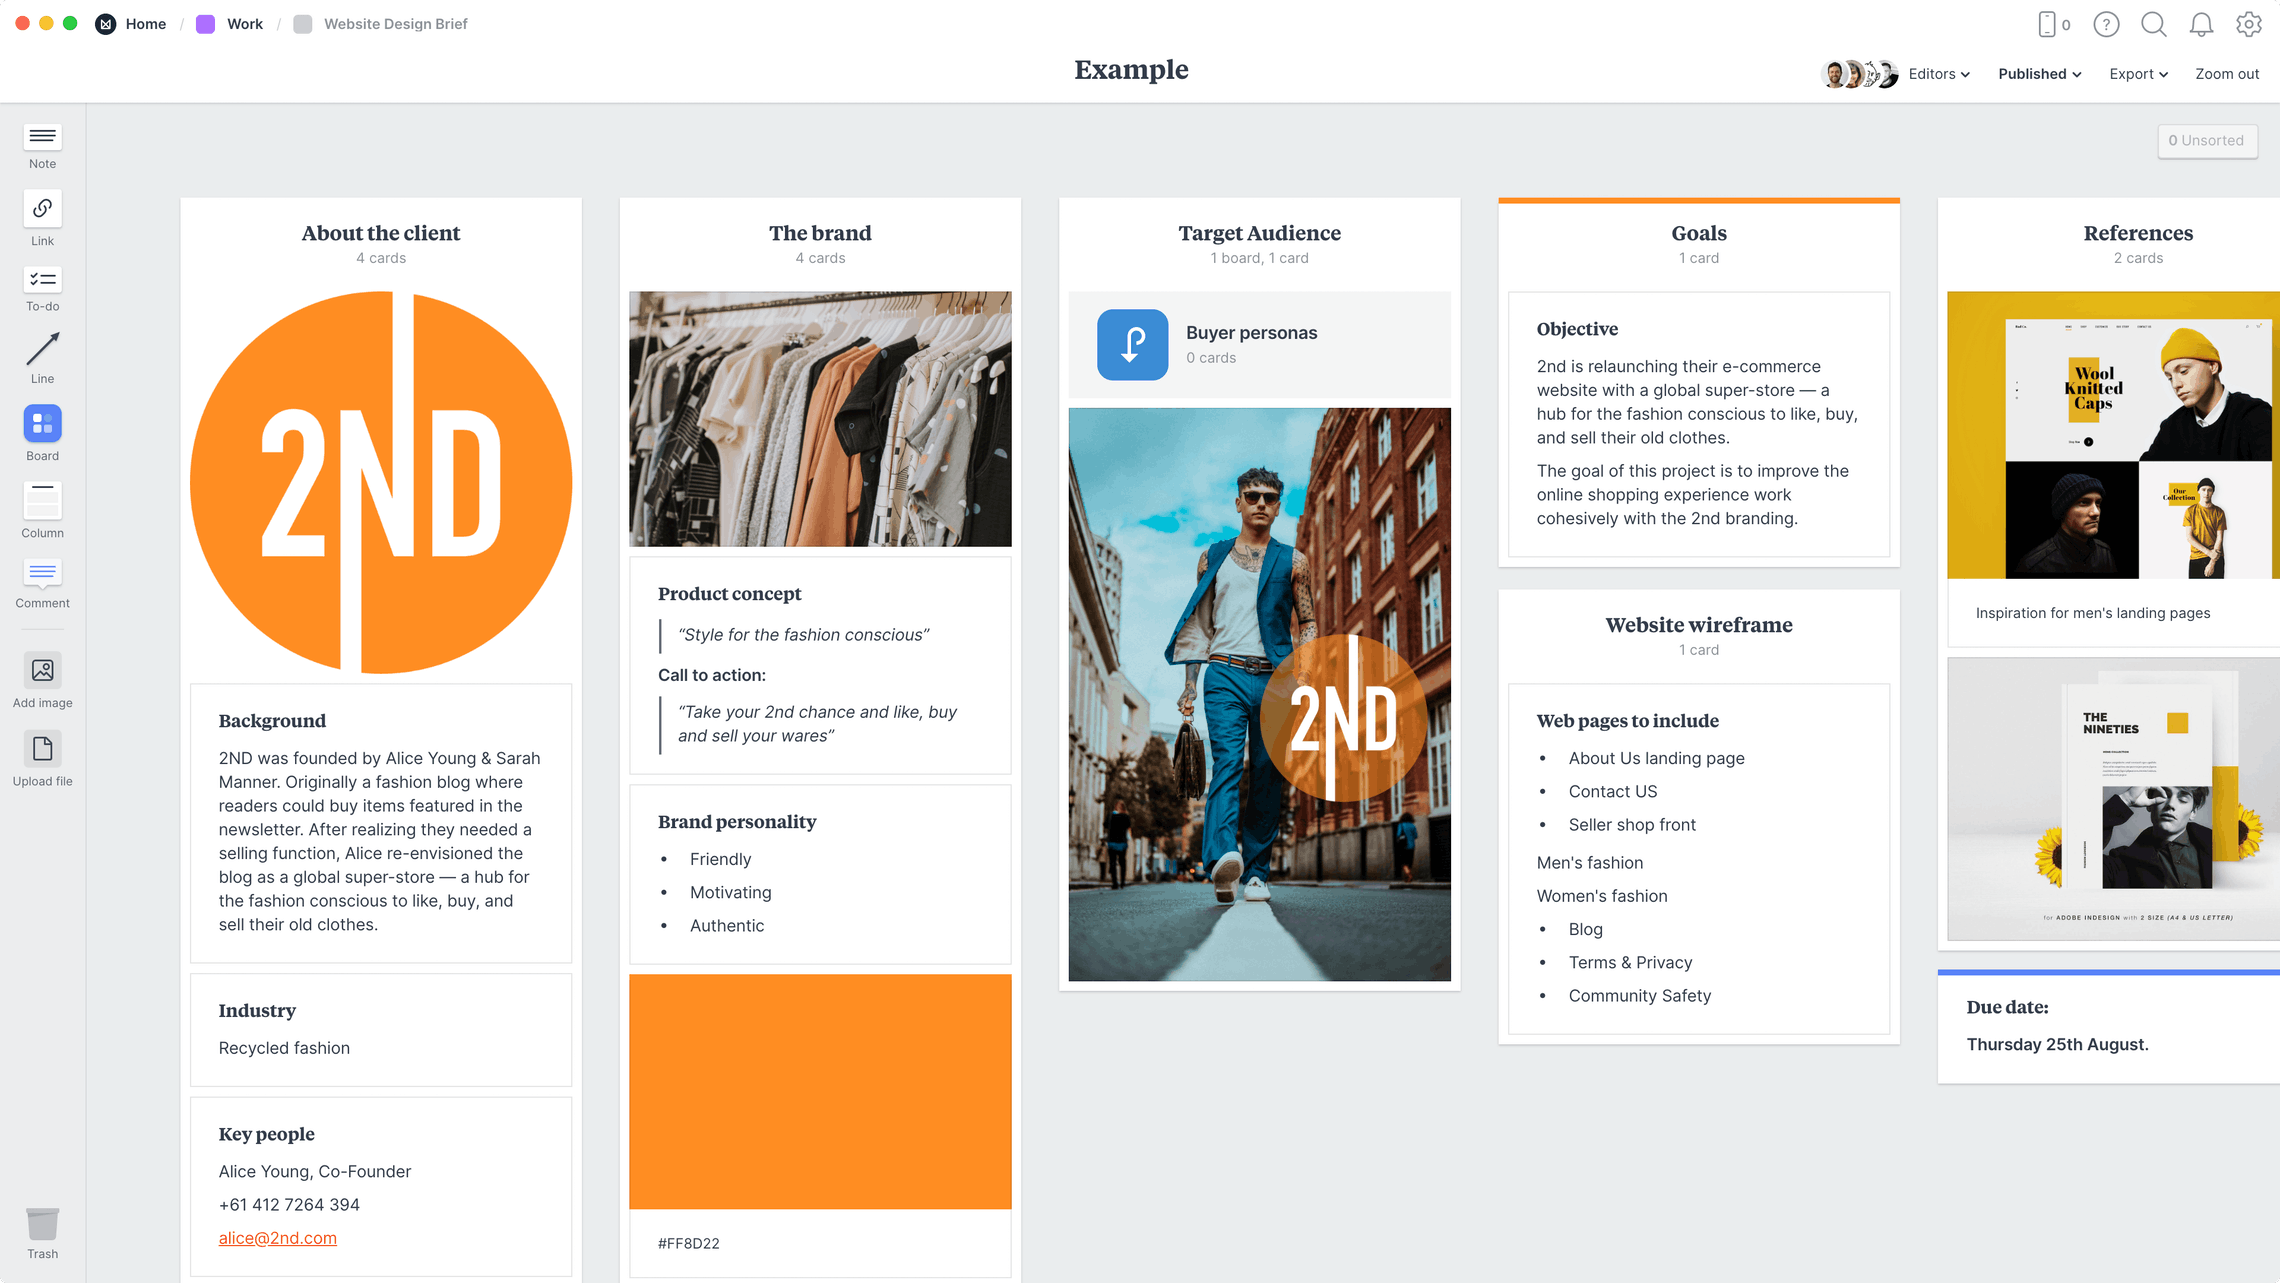 Home / Work / Website Design Brief
0
?
Example
Editors
Published
Export
Zoom out
Note
Link
To-do
Line
Board
Column
Comment
Add image
Upload file
Trash
0 Unsorted
About the client
4 cards
2ND
Background
2ND was founded by Alice Young & Sarah
Manner. Originally a fashion blog where
readers could buy items featured in the
newsletter. After realizing they needed a
selling function, Alice re-envisioned the
blog as a global super-store — a hub for
the fashion conscious to like, buy, and
sell their old clothes.
Industry
Recycled fashion
Key people
Alice Young, Co-Founder
+61 412 7264 394
alice@2nd.com
The brand
4 cards
Product concept
“Style for the fashion conscious”
Call to action:
“Take your 2nd chance and like, buy
and sell your wares”
Brand personality
• Friendly
• Motivating
• Authentic
#FF8D22
Target Audience
1 board, 1 card
Buyer personas
0 cards
2ND
Goals
1 card
Objective
2nd is relaunching their e-commerce
website with a global super-store — a
hub for the fashion conscious to like, buy,
and sell their old clothes.
The goal of this project is to improve the
online shopping experience work
cohesively with the 2nd branding.
Website wireframe
1 card
Web pages to include
• About Us landing page
• Contact US
• Seller shop front
Men's fashion
Women's fashion
• Blog
• Terms & Privacy
• Community Safety
References
2 cards
Wool
Knitted
Caps
Our
Collection
Inspiration for men's landing pages
THE
NINETIES
for ADOBE INDESIGN with 2 SIZE (A4 & US LETTER)
Due date:
Thursday 25th August.